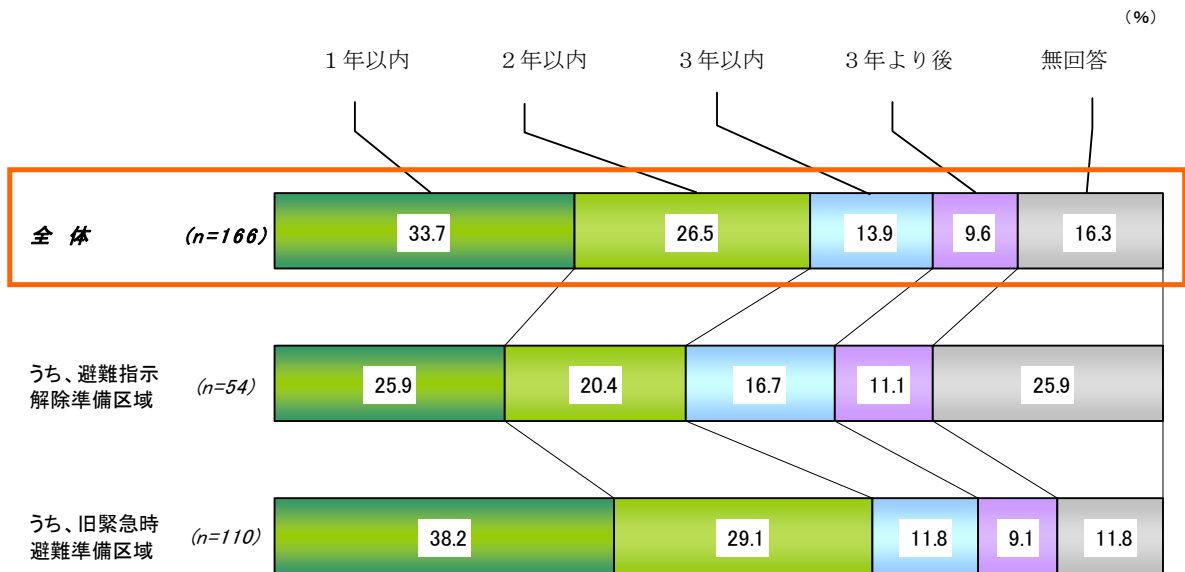 （%）
１年以内 ２年以内 ３年以内 ３年より後 無回答
全 体 (n=166) 33.7 26.5 13.9 9.6 16.3
うち、避難指示
解除準備区域 (n=54) 25.9 20.4 16.7 11.1 25.9
うち、旧緊急時
避難準備区域 (n=110) 38.2 29.1 11.8 9.1 11.8